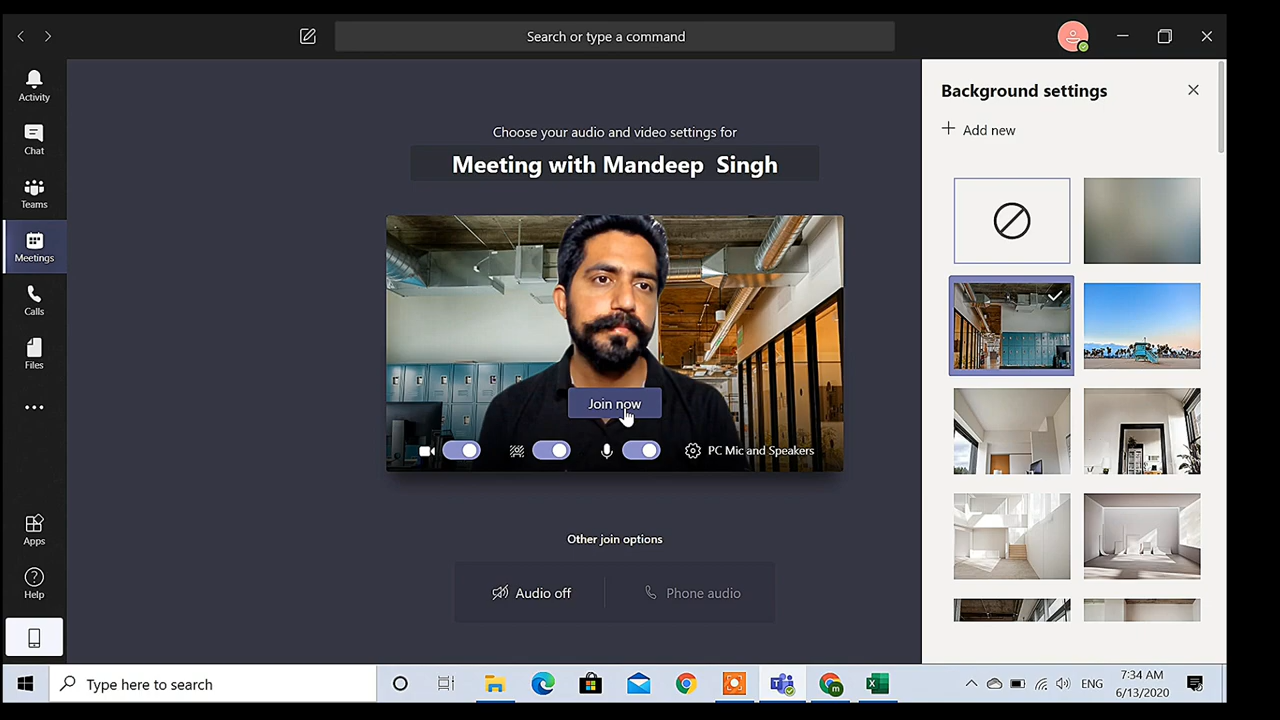 Search or type a command
Activity
Chat
Teams
Meetings
Calls
Files
Apps
Help
Choose your audio and video settings for
Meeting with Mandeep Singh
Join now
PC Mic and Speakers
Other join options
Audio off
Phone audio
Background settings
Add new
Type here to search
ENG
7:34 AM
6/13/2020